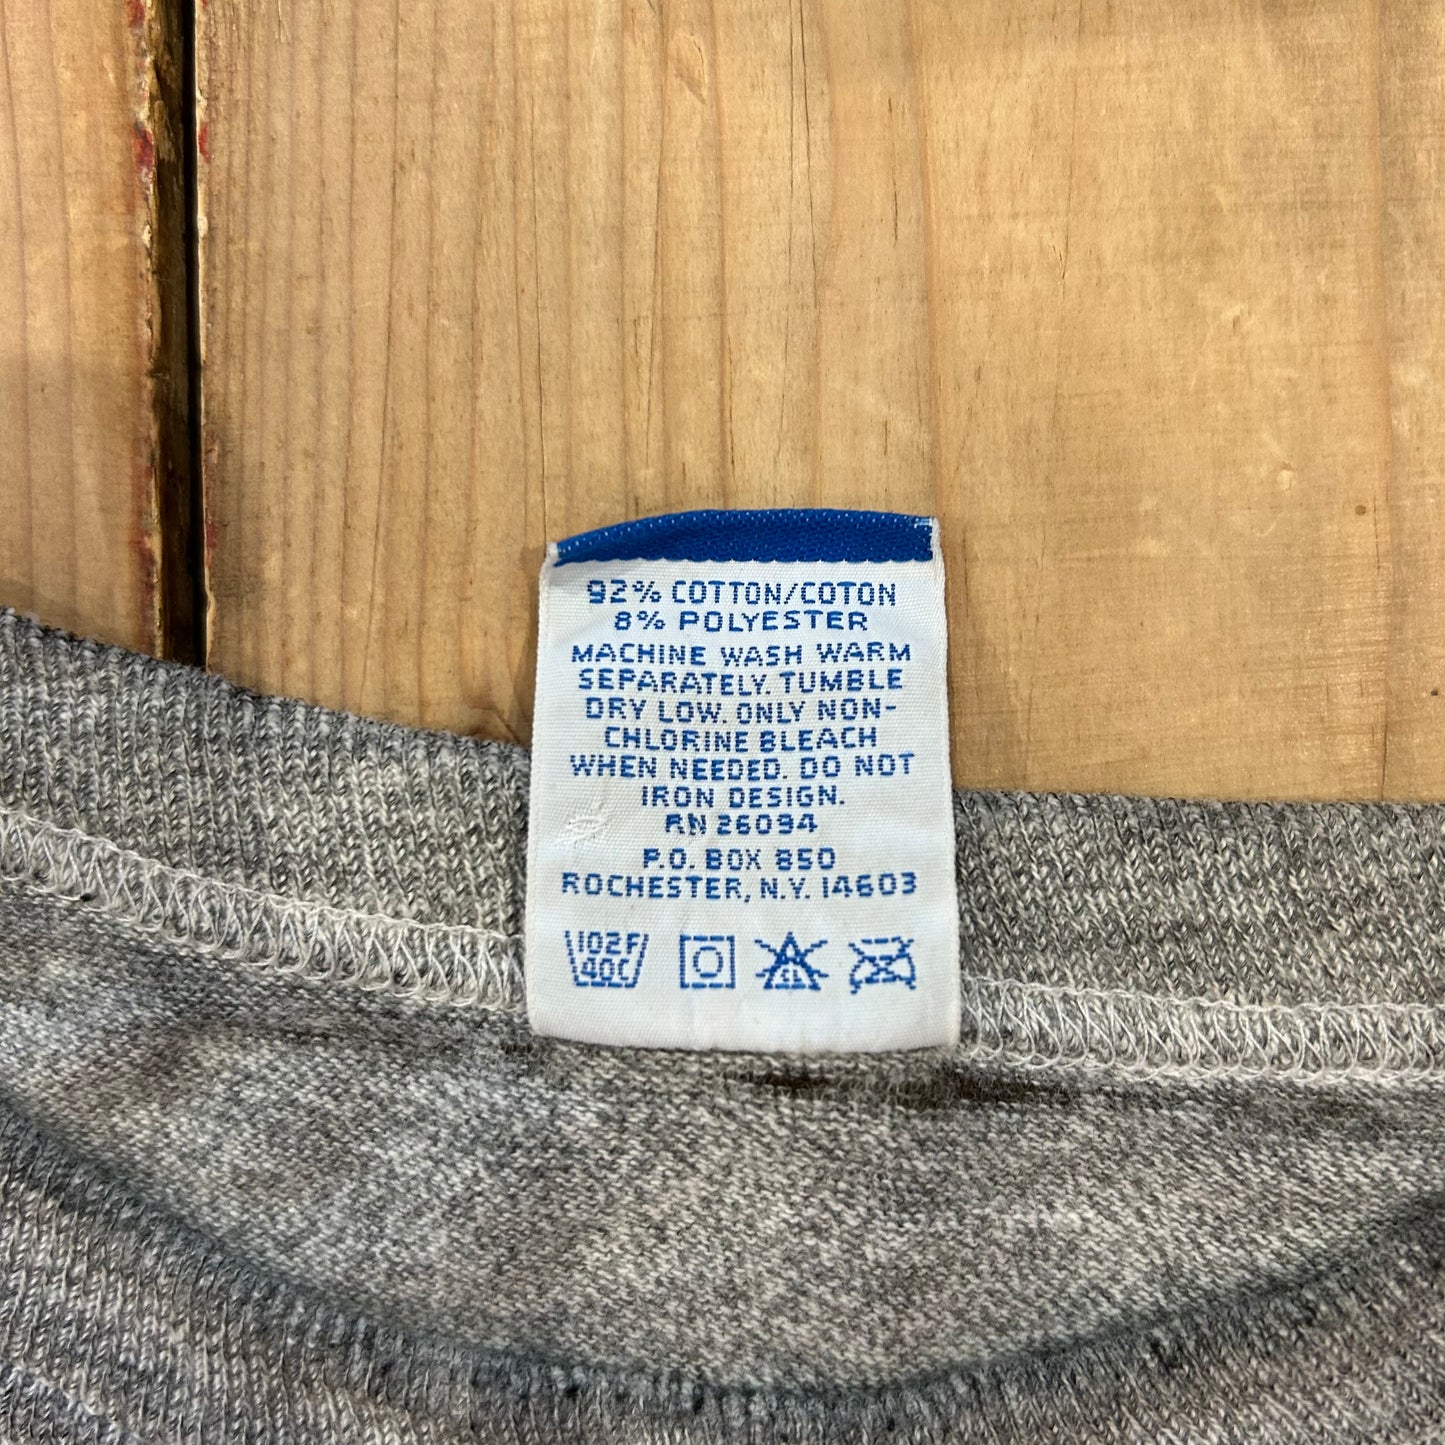 92% COTTON/COTON
8% POLYESTER
MACHINE WASH WARM
SEPARATELY. TUMBLE
DRY LOW. ONLY NON-
CHLORINE BLEACH
WHEN NEEDED. DO NOT
IRON DESIGN.
RN 26094
P.O. BOX 850
ROCHESTER, N.Y. 14603
102F
40C
CL